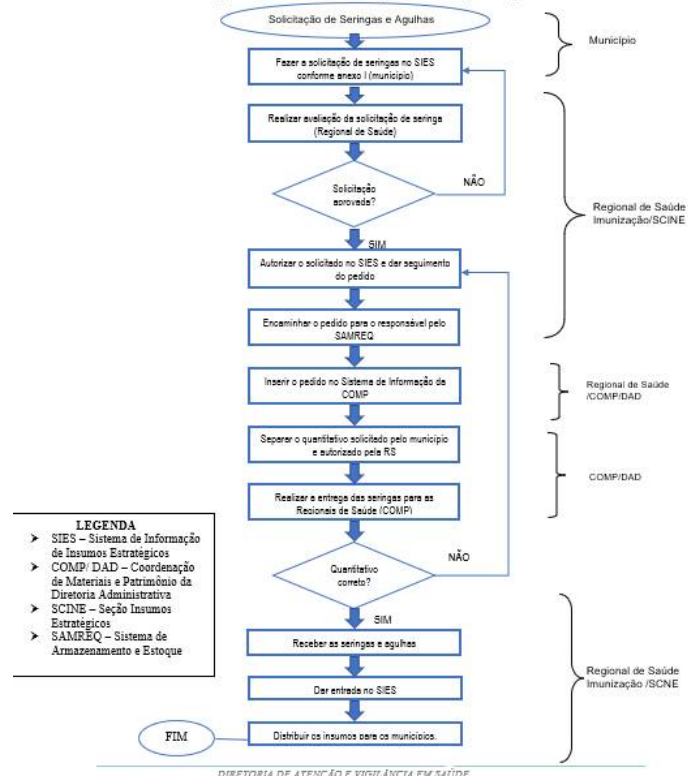 Solicitação de Seringas e Agulhas
Município
Fazer a solicitação de seringas no SIES
conforme anexo I (município)
Realizar avaliação da solicitação de seringa
(Regional de Saúde)
Solicitação
aprovada?
NÃO
Regional de Saúde
Imunização/SCINE
SIM
Autorizar o solicitado no SIES e dar seguimento
do pedido
Encaminhar o pedido para o responsável pelo
SAMREQ
Inserir o pedido no Sistema de Informação da
COMP
Regional de Saúde
/COMP/DAD
Separar o quantitativo solicitado pelo município
e autorizado pela RS
COMP/DAD
Realizar a entrega das seringas para as
Regionais de Saúde (COMP)
LEGENDA
➤ SIES – Sistema de Informação
de Insumos Estratégicos
➤ COMP/ DAD – Coordenação
de Materiais e Patrimônio da
Diretoria Administrativa
➤ SCINE – Seção Insumos
Estratégicos
➤ SAMREQ – Sistema de
Armazenamento e Estoque
Quantitativo
correto?
NÃO
SIM
Receber as seringas e agulhas
Regional de Saúde
Imunização /SCNE
Dar entrada no SIES
Distribuir os insumos para os municípios.
FIM
DIRETORIA DE ATENÇÃO E VIGILÂNCIA EM SAÚDE